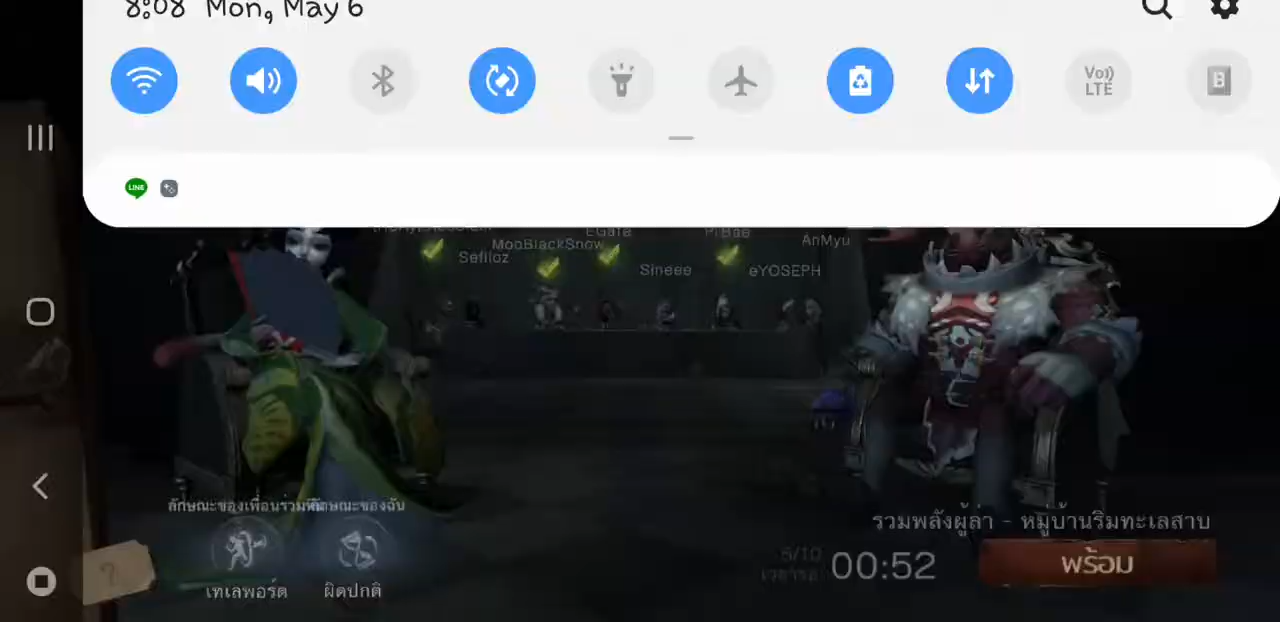 8:08 Mon, May 6
Vo))
LTE
B
LINE
EGate
MooBlackSnow
Sefiloz
AnMyu
Sineee
eYOSEPH
ลักษณะของฉัน
เทเลพอร์ต
ผิดปกติ
รวมพลังผู้ล่า - หมู่บ้านริมทะเลสาบ
00:52
พร้อม
?